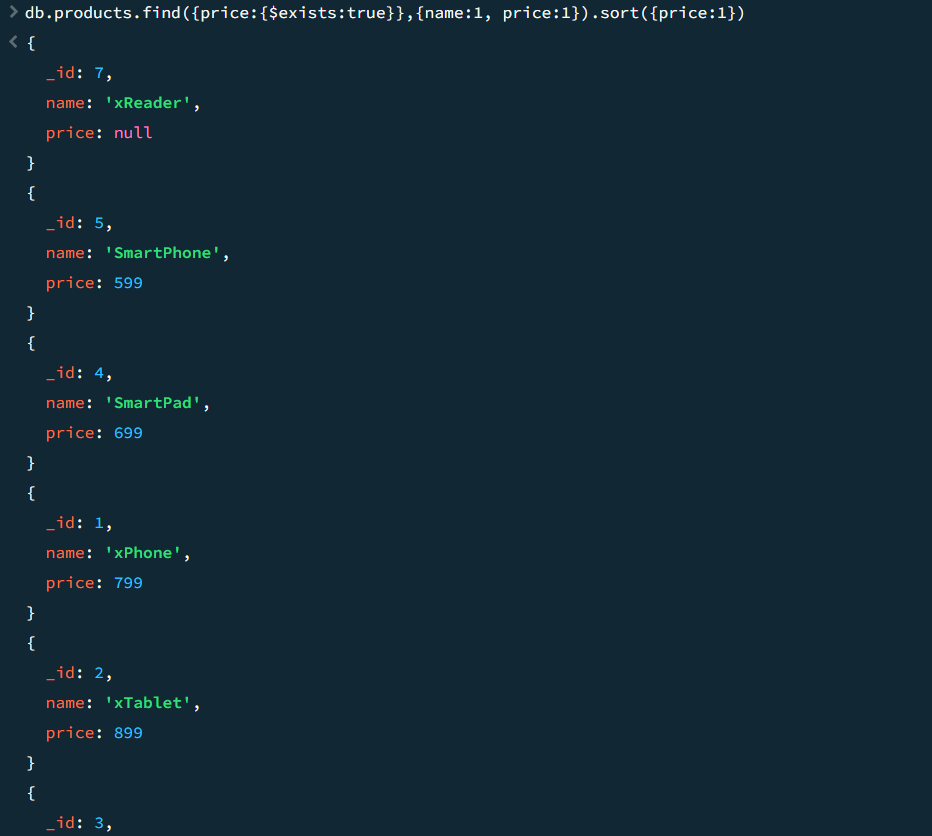 > db.products.find({price:{$exists:true}},{name:1, price:1}).sort({price:1})
< {
_id: 7,
name: 'xReader',
price: null
}
{
_id: 5,
name: 'SmartPhone',
price: 599
}
{
_id: 4,
name: 'SmartPad',
price: 699
}
{
_id: 1,
name: 'xPhone',
price: 799
}
{
_id: 2,
name: 'xTablet',
price: 899
}
{
_id: 3,